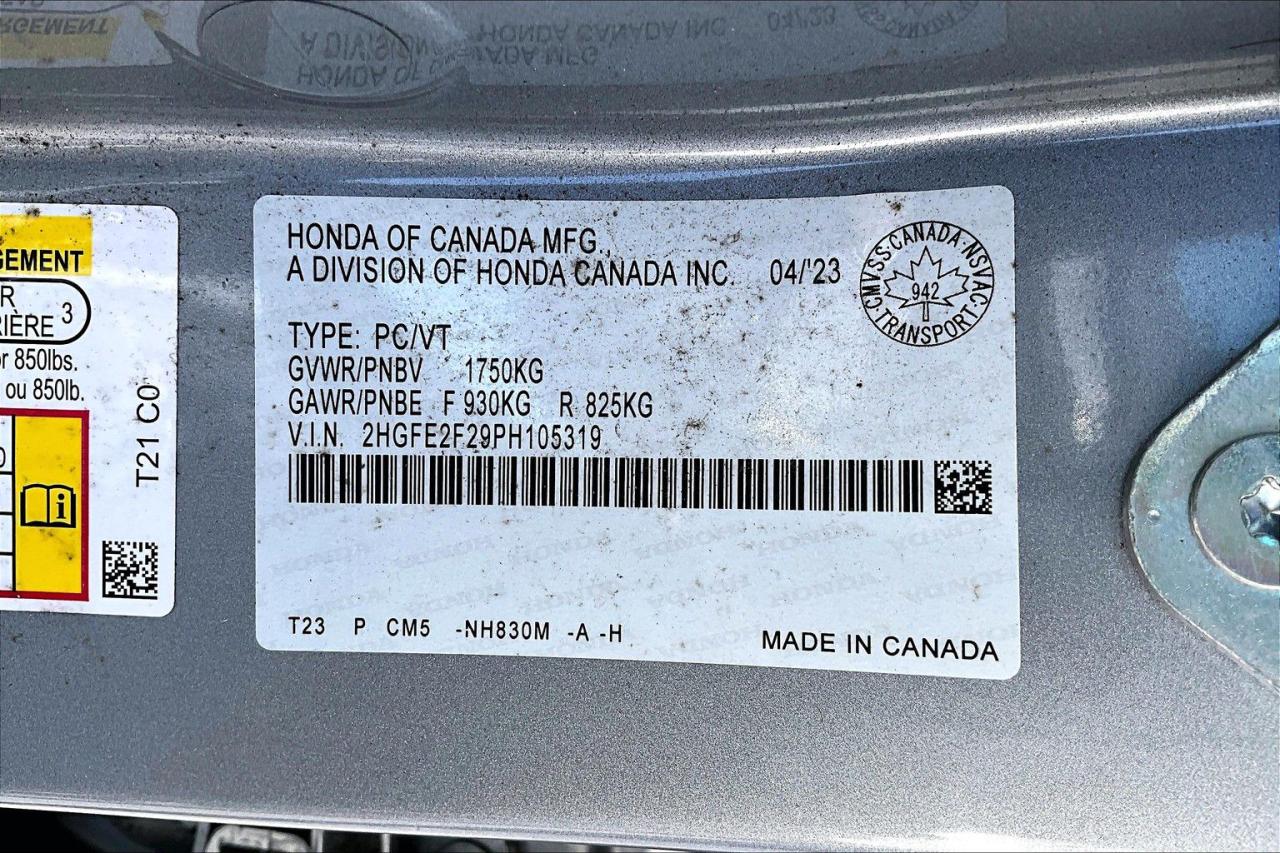 HONDA OF CANADA MFG.,
A DIVISION OF HONDA CANADA INC. 04/'23
CMVSS·CANADA·NSVAC·
942
TRANSPORT
TYPE: PC/VT
GVWR/PNBV 1750KG
GAWR/PNBE F 930KG R 825KG
V.I.N. 2HGFE2F29PH105319
T23 P CM5 -NH830M -A -H
MADE IN CANADA
GEMENT
R
RIÈRE 3
or 850lbs.
ou 850lb.
T21 C0